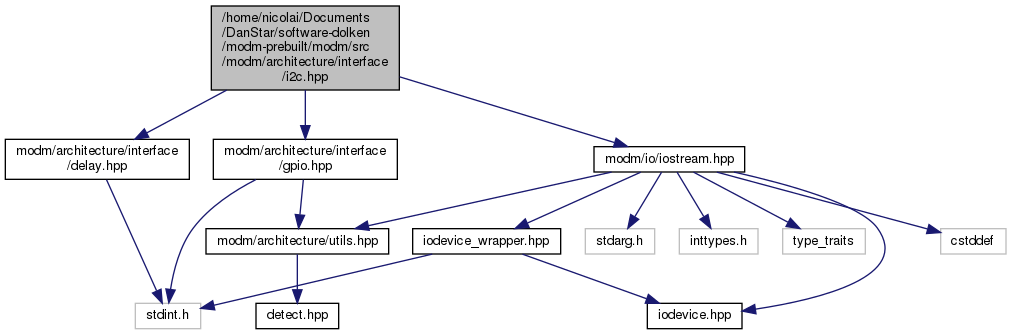 /home/nicolai/Documents
/DanStar/software-dolken
/modm-prebuilt/modm/src
/modm/architecture/interface
/i2c.hpp
modm/architecture/interface
/delay.hpp
modm/architecture/interface
/gpio.hpp
modm/io/iostream.hpp
modm/architecture/utils.hpp
iodevice_wrapper.hpp
stdarg.h
inttypes.h
type_traits
cstddef
stdint.h
detect.hpp
iodevice.hpp